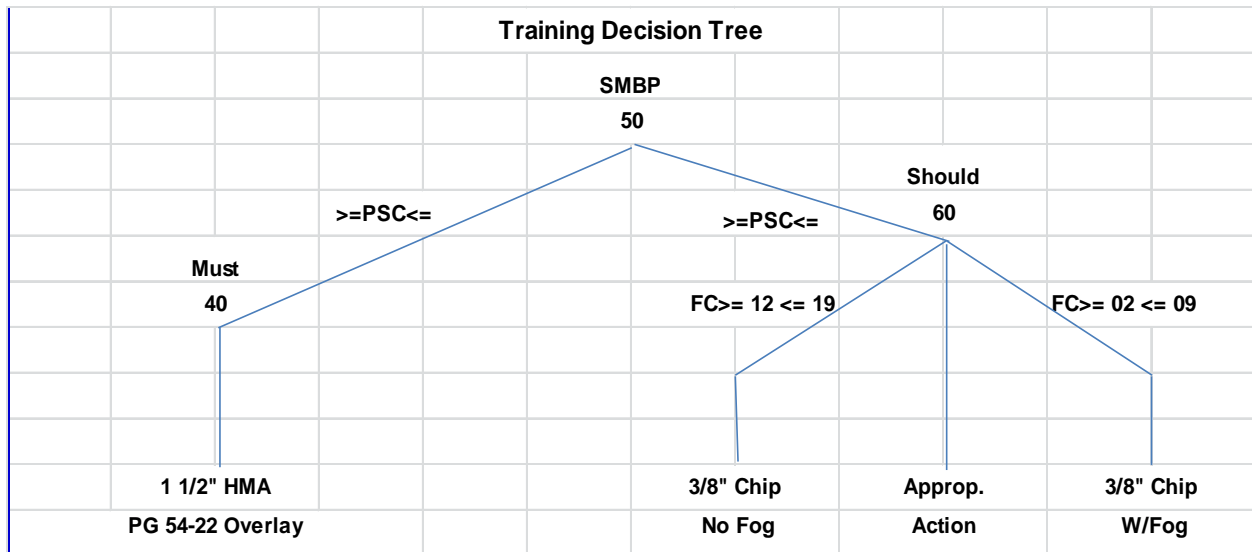 Training Decision Tree
SMBP
50
Should
60
>=PSC<=
>=PSC<=
Must
40
FC>= 12 <= 19
FC>= 02 <= 09
1 1/2" HMA
PG 54-22 Overlay
3/8" Chip
No Fog
Approp.
Action
3/8" Chip
W/Fog